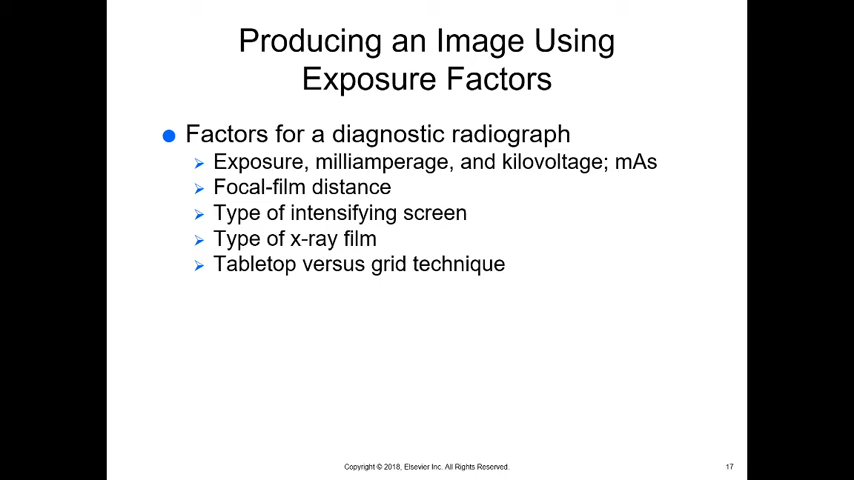 Producing an Image Using
Exposure Factors
Factors for a diagnostic radiograph
Exposure, milliamperage, and kilovoltage; mAs
Focal-film distance
Type of intensifying screen
Type of x-ray film
Tabletop versus grid technique
Copyright © 2018, Elsevier Inc. All Rights Reserved.
17